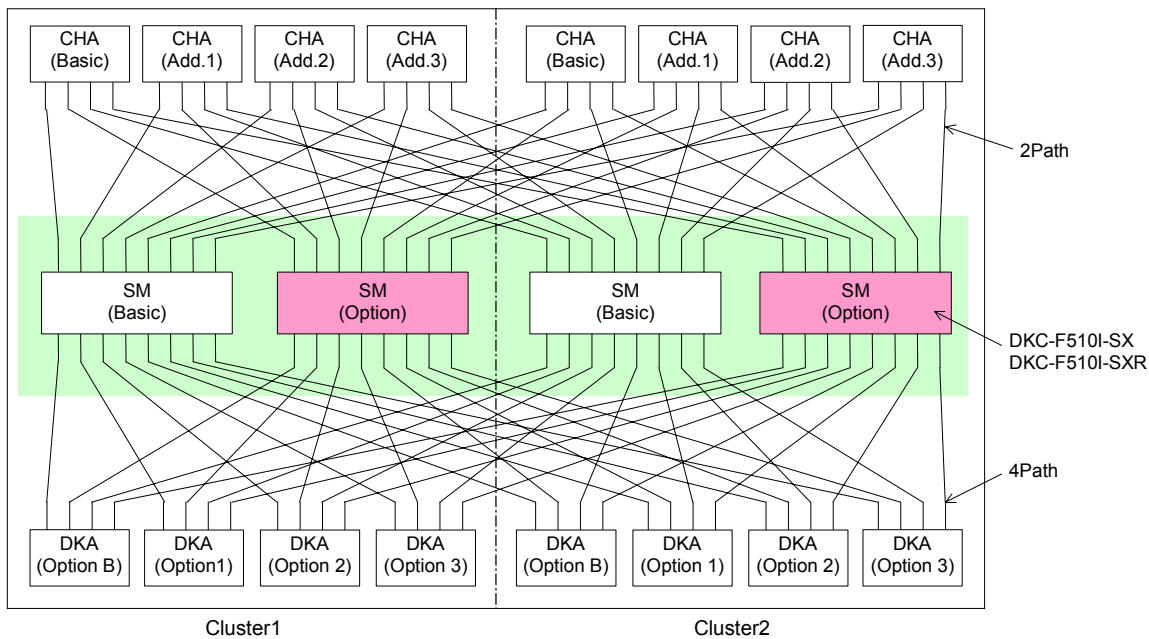 CHA
(Basic)
CHA
(Add.1)
CHA
(Add.2)
CHA
(Add.3)
CHA
(Basic)
CHA
(Add.1)
CHA
(Add.2)
CHA
(Add.3)
2Path
SM
(Basic)
SM
(Option)
SM
(Basic)
SM
(Option)
DKC-F510I-SX
DKC-F510I-SXR
4Path
DKA
(Option B)
DKA
(Option1)
DKA
(Option 2)
DKA
(Option 3)
DKA
(Option B)
DKA
(Option 1)
DKA
(Option 2)
DKA
(Option 3)
Cluster1
Cluster2